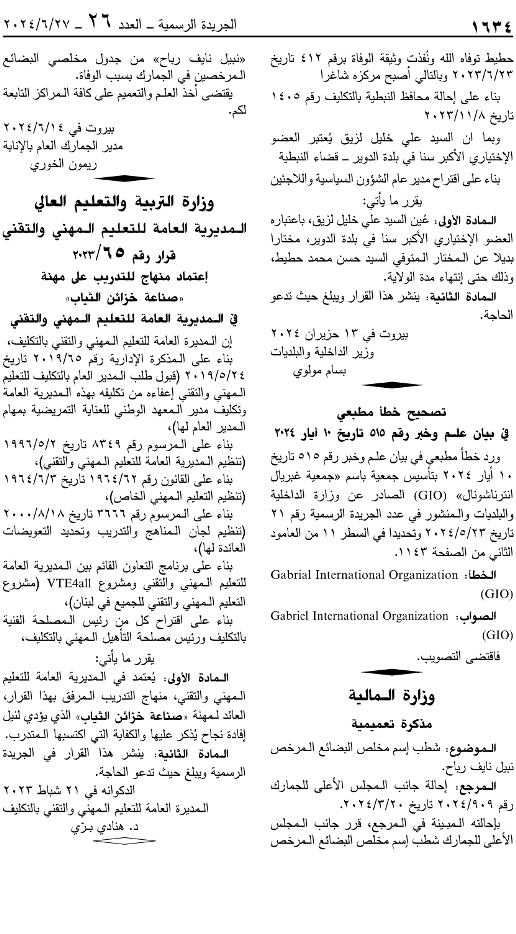 ١٦٣٤
الجريدة الرسمية – العدد ٢٦ – ٢٠٢٤/٦/٢٧
حطيط توفاه الله ونُفذت وثيقة الوفاة برقم ٤١٢ تاريخ
٢٠٢٣/٦/٢٣ وبالتالي أصبح مركزه شاغرا
بناء على إحالة محافظ النبطية بالتكليف رقم ١٤٠٥
تاريخ ٢٠٢٣/١١/٨
وبما ان السيد علي خليل لزيق يُعتبر العضو
الإختياري الأكبر سنا في بلدة الدوير – قضاء النبطية
بناء على اقتراح مدير عام الشؤون السياسية واللاجئين
يقرر ما يأتي:
المادة الأولى: عُين السيد علي خليل لزيق، باعتباره
العضو الإختياري الأكبر سنا في بلدة الدوير، مختارا
بديلا عن المختار المتوفي السيد حسن محمد حطيط،
وذلك حتى إنتهاء مدة الولاية.
المادة الثانية: ينشر هذا القرار ويبلغ حيث تدعو
الحاجة.
بيروت في ١٣ حزيران ٢٠٢٤
وزير الداخلية والبلديات
بسام مولوي
تصحيح خطأ مطبعي
في بيان علم وخبر رقم ٥١٥ تاريخ ١٠ أيار ٢٠٢٤
ورد خطأ مطبعي في بيان علم وخبر رقم ٥١٥ تاريخ
١٠ أيار ٢٠٢٤ بتأسيس جمعية باسم «جمعية غبريال
انترناشونال» (GIO) الصادر عن وزارة الداخلية
والبلديات والمنشور في عدد الجريدة الرسمية رقم ٢١
تاريخ ٢٠٢٤/٥/٢٣ وتحديدا في السطر ١١ من العامود
الثاني من الصفحة ١١٤٣.
الخطأ: Gabrial International Organization
(GIO)
الصواب: Gabriel International Organization
(GIO)
فاقتضى التصويب.
وزارة المالية
مذكرة تعميمية
الموضوع: شطب إسم مخلص البضائع المرخص
نبيل نايف رباح.
المرجع: إحالة جانب المجلس الأعلى للجمارك
رقم ٢٠٢٤/٩٠٩ تاريخ ٢٠٢٤/٣/٢٠.
بإحالته المبينة في المرجع، قرر جانب المجلس
الأعلى للجمارك شطب إسم مخلص البضائع المرخص
«نبيل نايف رباح» من جدول مخلصي البضائع
المرخصين في الجمارك بسبب الوفاة.
يقتضى أخذ العلم والتعميم على كافة المراكز التابعة
لكم.
بيروت في ٢٠٢٤/٦/١٤
مدير الجمارك العام بالإنابة
ريمون الخوري
وزارة التربية والتعليم العالي
المديرية العامة للتعليم المهني والتقني
قرار رقم ٢٠٢٣/٦٥
إعتماد منهاج للتدريب على مهنة
«صناعة خزائن الثياب»
في المديرية العامة للتعليم المهني والتقني
إن المديرة العامة للتعليم المهني والتقني بالتكليف،
بناء على المذكرة الإدارية رقم ٢٠١٩/٦٥ تاريخ
٢٠١٩/٥/٢٤ (قبول طلب المدير العام بالتكليف للتعليم
المهني والتقني إعفاءه من تكليفه بهذه المديرية العامة
وتكليف مدير المعهد الوطني للعناية التمريضية بمهام
المدير العام لها)،
بناء على المرسوم رقم ٨٣٤٩ تاريخ ١٩٩٦/٥/٢
(تنظيم المديرية العامة للتعليم المهني والتقني)،
بناء على القانون رقم ١٩٦٤/٦٢ تاريخ ١٩٦٤/٦/٣
(تنظيم التعليم المهني الخاص)،
بناء على المرسوم رقم ٣٦٦٦ تاريخ ٢٠٠٠/٨/١٨
(تنظيم لجان المناهج والتدريب وتحديد التعويضات
العائدة لها)،
بناء على برنامج التعاون القائم بين المديرية العامة
للتعليم المهني والتقني ومشروع VTE4all (مشروع
التعليم المهني والتقني للجميع في لبنان)،
بناء على اقتراح كل من رئيس المصلحة الفنية
بالتكليف ورئيس مصلحة التأهيل المهني بالتكليف،
يقرر ما يأتي:
المادة الأولى: يُعتمد في المديرية العامة للتعليم
المهني والتقني، منهاج التدريب المرفق بهذا القرار،
العائد لمهنة «صناعة خزائن الثياب» الذي يؤدي لنيل
إفادة نجاح يُذكر عليها والكفاية التي اكتسبها المتدرب.
المادة الثانية: ينشر هذا القرار في الجريدة
الرسمية ويبلغ حيث تدعو الحاجة.
الدكوانه في ٢١ شباط ٢٠٢٣
المديرة العامة للتعليم المهني والتقني بالتكليف
د. هنادي برّي